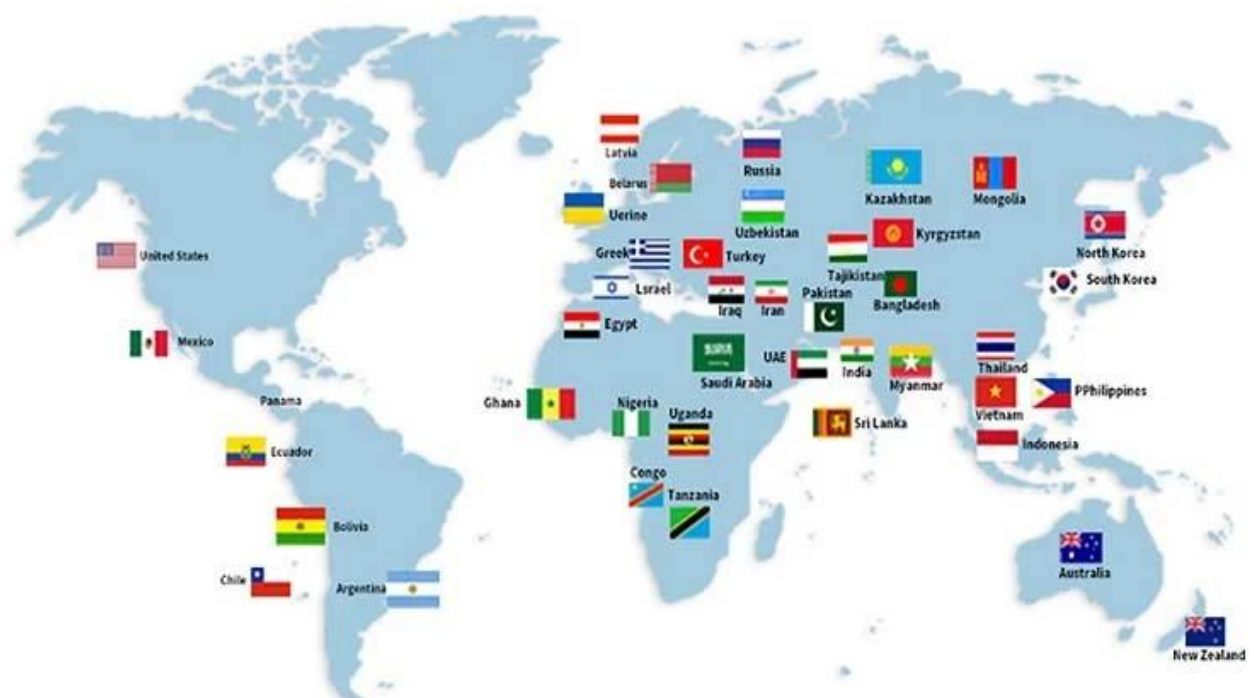 Latvia
Russia
Belarus
Kazakhstan
Mongolia
Uerine
Uzbekistan
Kyrgyzstan
North Korea
United States
Greek
Turkey
Tajikistan
South Korea
Lsrael
Iraq
Iran
Pakistan
Bangladesh
Egypt
Mexico
Saudi Arabia
UAE
India
Myanmar
Thailand
Panama
Ghana
Nigeria
Uganda
Sri Lanka
Vietnam
PPhilippines
Ecuador
Indonesia
Congo
Tanzania
Bolivia
Chile
Argentina
Australia
New Zealand